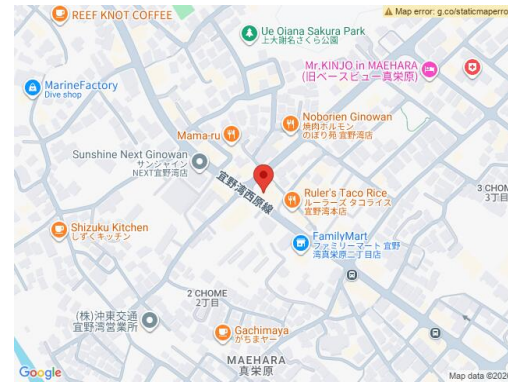 REEF KNOT COFFEE
Map error: g.co/staticmaperro
Ue Oiana Sakura Park
上大謝名さくら公園
Mr.KINJO in MAEHARA
(旧ベースビュー真栄原)
MarineFactory
Dive shop
Noborien Ginowan
焼肉ホルモン
のぼり苑 宜野湾店
Mama-ru
Sunshine Next Ginowan
サンシャイン
NEXT宜野湾店
宜野湾西原線
3 CHOM
3丁目
Ruler's Taco Rice
ルーラーズ タコライス
宜野湾本店
Shizuku Kitchen
しずくキッチン
FamilyMart
ファミリーマート 宜野
湾真栄原二丁目店
2 CHOME
2丁目
(株)沖東交通
宜野湾営業所
Gachimaya
がちまヤー
MAEHARA
真栄原
Google
Map data ©202